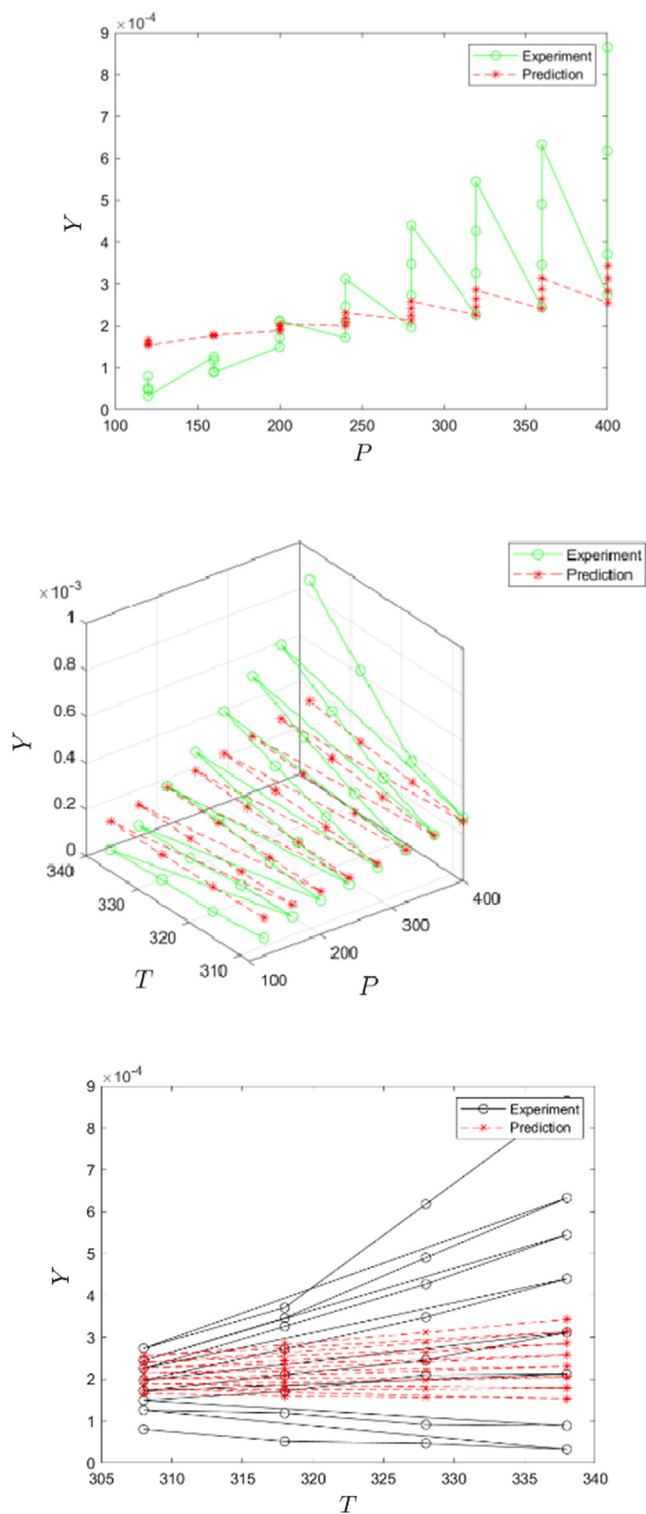 ×10⁻⁴
9
8
7
6
5
4
3
2
1
0
Y
Experiment
Prediction
100 150 200 250 300 350 400
P
×10⁻³
1
0.8
0.6
0.4
0.2
0
Y
Experiment
Prediction
340
330
320
310
T
100
200
300
400
P
×10⁻⁴
9
8
7
6
5
4
3
2
1
0
Y
Experiment
Prediction
305 310 315 320 325 330 335 340
T